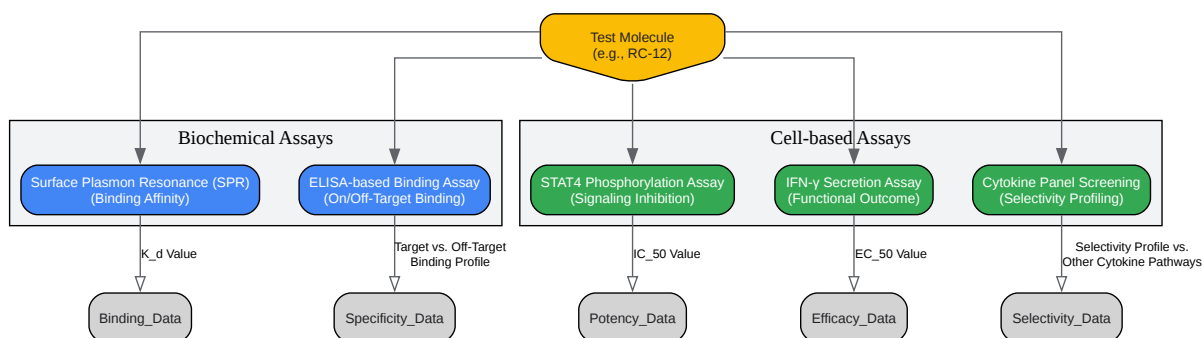 Test Molecule
(e.g., RC-12)
Biochemical Assays
Cell-based Assays
Surface Plasmon Resonance (SPR)
(Binding Affinity)
ELISA-based Binding Assay
(On/Off-Target Binding)
STAT4 Phosphorylation Assay
(Signaling Inhibition)
IFN-γ Secretion Assay
(Functional Outcome)
Cytokine Panel Screening
(Selectivity Profiling)
K_d Value
Target vs. Off-Target
Binding Profile
IC_50 Value
EC_50 Value
Selectivity Profile vs.
Other Cytokine Pathways
Binding_Data
Specificity_Data
Potency_Data
Efficacy_Data
Selectivity_Data